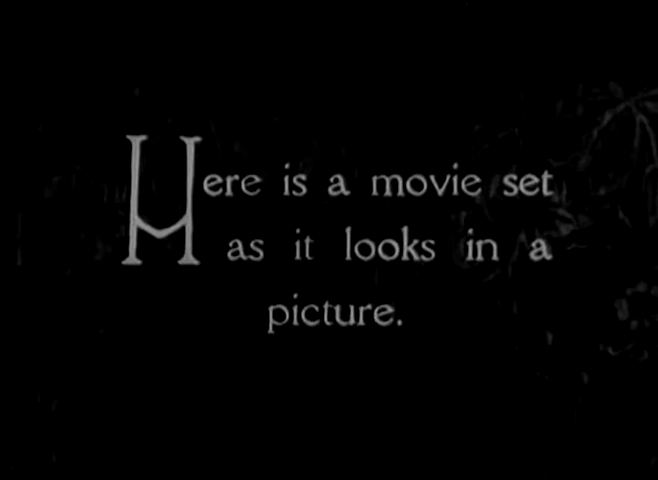 Here is a movie set
as it looks in a
picture.